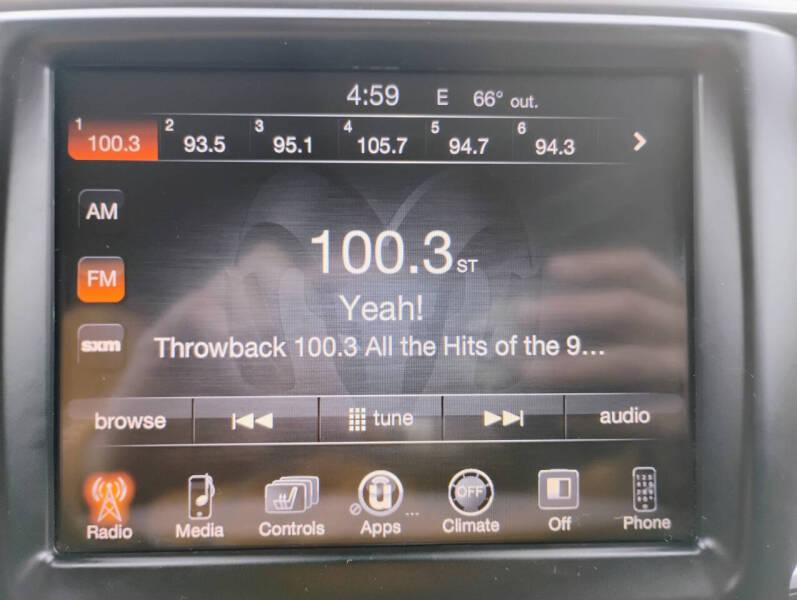 4:59 E 66° out.
1 100.3 2 93.5 3 95.1 4 105.7 5 94.7 6 94.3
AM
100.3 ST
FM
Yeah!
sxm
Throwback 100.3 All the Hits of the 9...
browse tune audio
OFF
Radio Media Controls Apps ... Climate Off Phone